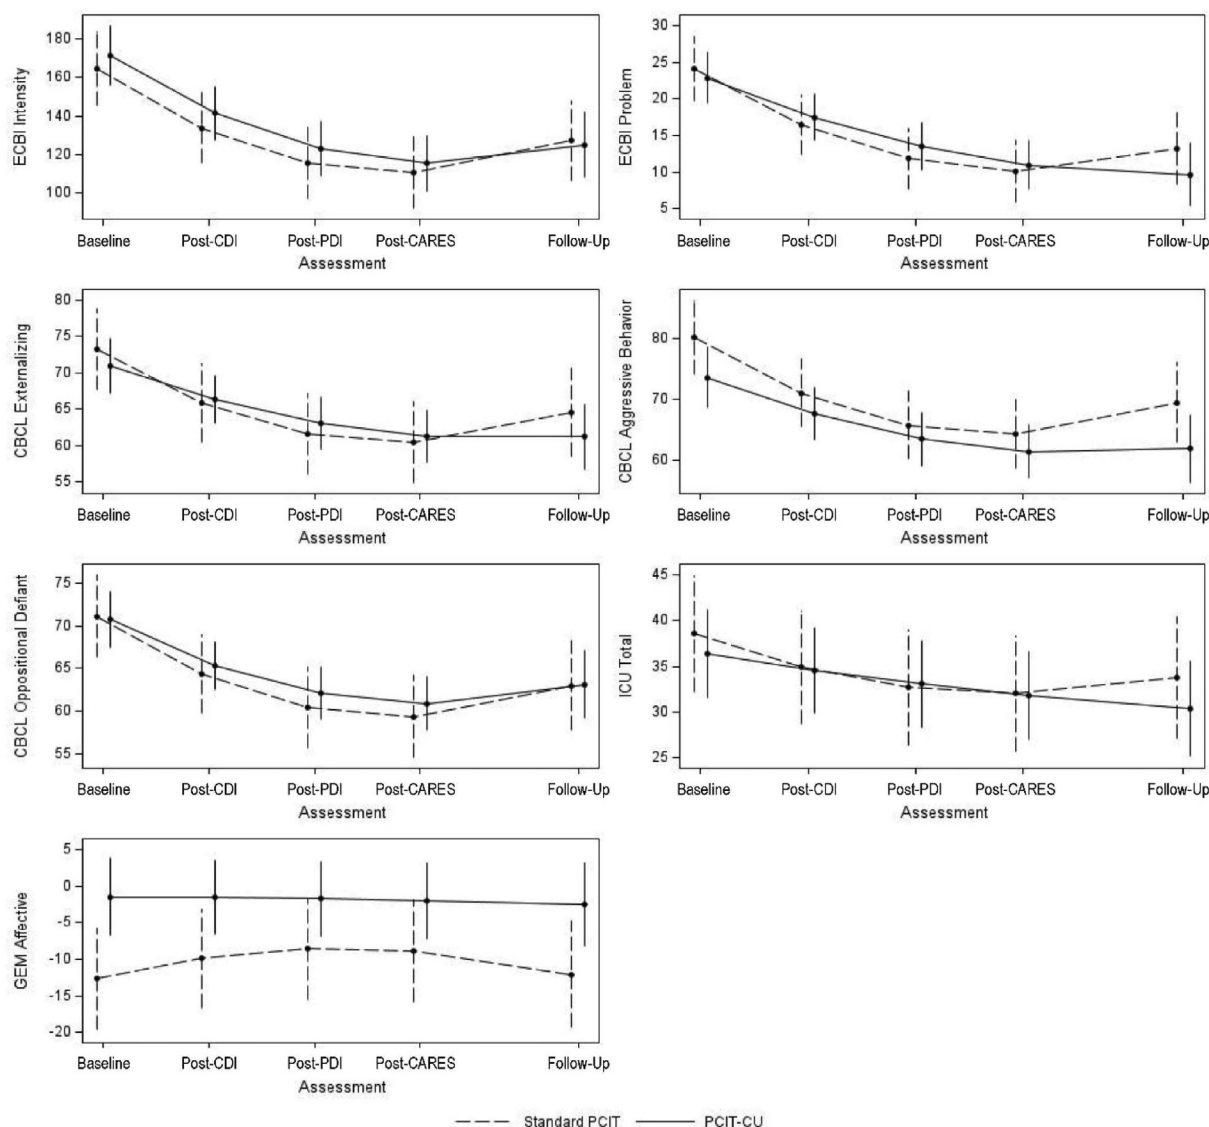 ECBI Intensity
180
160
140
120
100
Baseline Post-CDI Post-PDI Post-CARES Follow-Up
Assessment
ECBI Problem
30
25
20
15
10
5
Baseline Post-CDI Post-PDI Post-CARES Follow-Up
Assessment
CBCL Externalizing
80
75
70
65
60
55
Baseline Post-CDI Post-PDI Post-CARES Follow-Up
Assessment
CBCL Aggressive Behavior
80
70
60
Baseline Post-CDI Post-PDI Post-CARES Follow-Up
Assessment
CBCL Oppositional Defiant
75
70
65
60
55
Baseline Post-CDI Post-PDI Post-CARES Follow-Up
Assessment
ICU Total
45
40
35
30
25
Baseline Post-CDI Post-PDI Post-CARES Follow-Up
Assessment
GEM Affective
5
0
-5
-10
-15
-20
Baseline Post-CDI Post-PDI Post-CARES Follow-Up
Assessment
Standard PCIT PCIT-CU